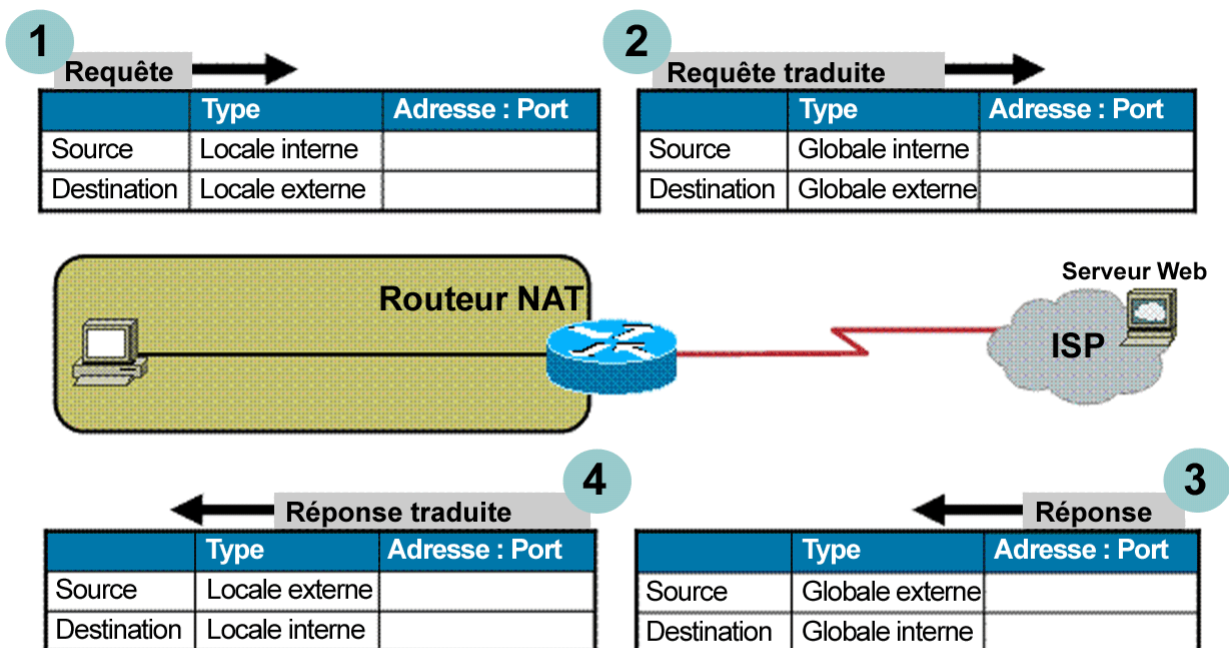 1
Requête
Type Adresse : Port
Source Locale interne
Destination Locale externe
2
Requête traduite
Type Adresse : Port
Source Globale interne
Destination Globale externe
Routeur NAT
Serveur Web
ISP
4
Réponse traduite
Type Adresse : Port
Source Locale externe
Destination Locale interne
3
Réponse
Type Adresse : Port
Source Globale externe
Destination Globale interne